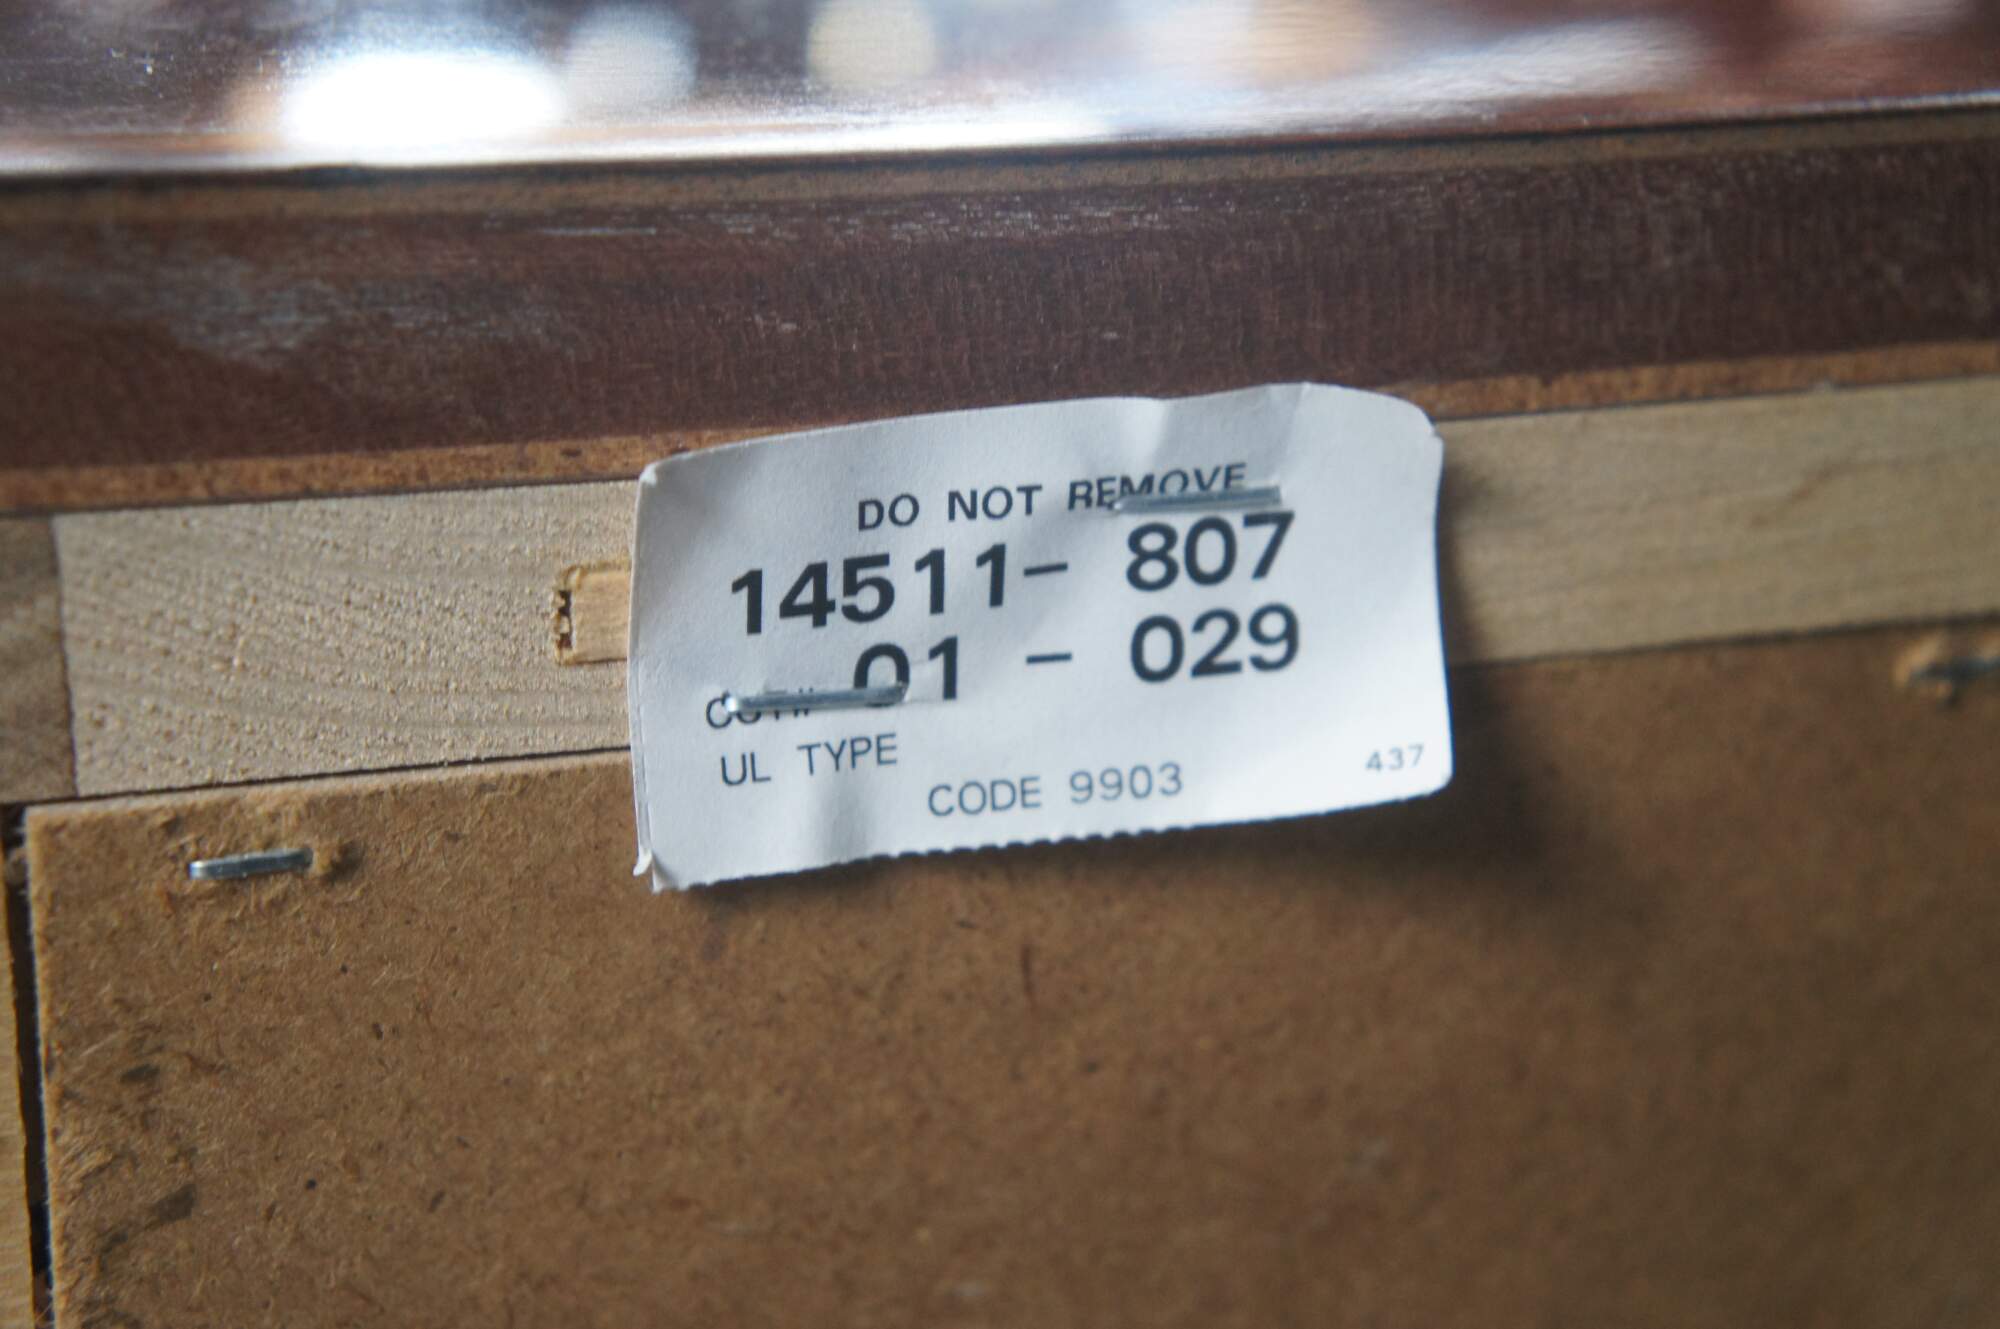 DO NOT REMOVE
14511- 807
01 - 029
UL TYPE
CODE 9903
437